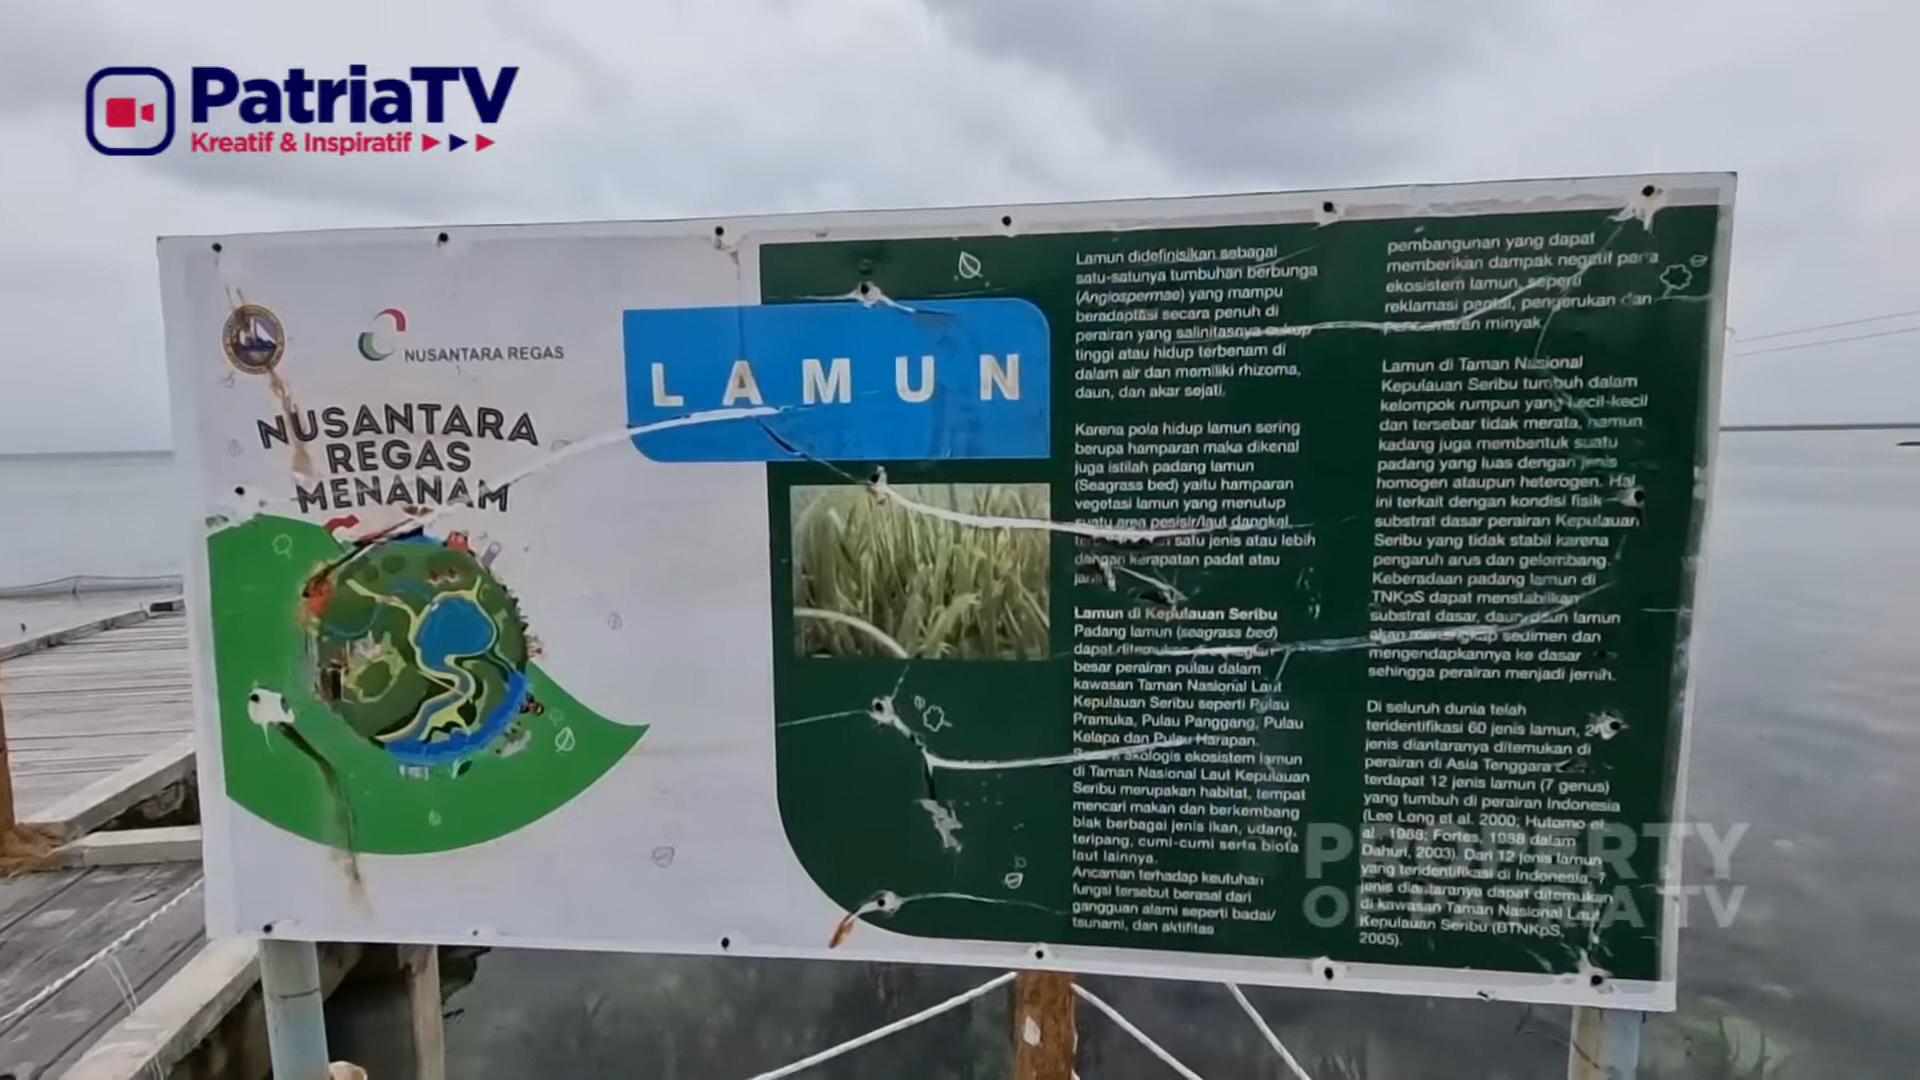 PatriaTV
Kreatif & Inspiratif
NUSANTARA REGAS
NUSANTARA
REGAS
MENANAM
LAMUN
Lamun didefinisikan sebagai
satu-satunya tumbuhan berbunga
(Angiospermae) yang mampu
beradaptasi secara penuh di
perairan yang salinitasnya cukup
tinggi atau hidup terbenam di
dalam air dan memiliki rhizoma,
daun, dan akar sejati.
Karena pola hidup lamun sering
berupa hamparan maka dikenal
juga istilah padang lamun
(Seagrass bed) yaitu hamparan
vegetasi lamun yang menutup
suatu area pesisir/laut dangkal
satu jenis atau lebih
dengan kerapatan padat atau
Lamun di Kepulauan Seribu
Padang lamun (seagrass bed)
dapat ditemukan
besar perairan pulau dalam
kawasan Taman Nasional Laut
Kepulauan Seribu seperti Pulau
Pramuka, Pulau Panggang, Pulau
Kelapa dan Pulau Harapan.
ekologis ekosistem lamun
di Taman Nasional Laut Kepulauan
Seribu merupakan habitat, tempat
mencari makan dan berkembang
biak berbagai jenis ikan, udang,
teripang, cumi-cumi serta biota
laut lainnya.
Ancaman terhadap keutuhan
fungsi tersebut berasal dari
gangguan alami seperti badai/
tsunami, dan aktifitas
pembangunan yang dapat
memberikan dampak negatif pada
ekosistem lamun, seperti
reklamasi pantai, pengerukan dan
pencemaran minyak.
Lamun di Taman Nasional
Kepulauan Seribu tumbuh dalam
kelompok rumpun yang kecil-kecil
dan tersebar tidak merata, namun
kadang juga membentuk suatu
padang yang luas dengan jenis
homogen ataupun heterogen. Hal
ini terkait dengan kondisi fisik
substrat dasar perairan Kepulauan
Seribu yang tidak stabil karena
pengaruh arus dan gelombang.
Keberadaan padang lamun di
TNKpS dapat menstabilkan
substrat dasar, daun-daun lamun
akan menangkap sedimen dan
mengendapkannya ke dasar
sehingga perairan menjadi jernih.
Di seluruh dunia telah
teridentifikasi 60 jenis lamun,
jenis diantaranya ditemukan di
perairan di Asia Tenggara
terdapat 12 jenis lamun (7 genus)
yang tumbuh di perairan Indonesia
(Lee Long et al. 2000; Hutomo et
al. 1988; Fortes, 1988 dalam
Dahuri, 2003). Dari 12 jenis lamun
yang teridentifikasi di Indonesia, 7
jenis diantaranya dapat ditemukan
di kawasan Taman Nasional Laut
Kepulauan Seribu (BTNKpS,
2005).
PROPERTY
OF PATRIA TV